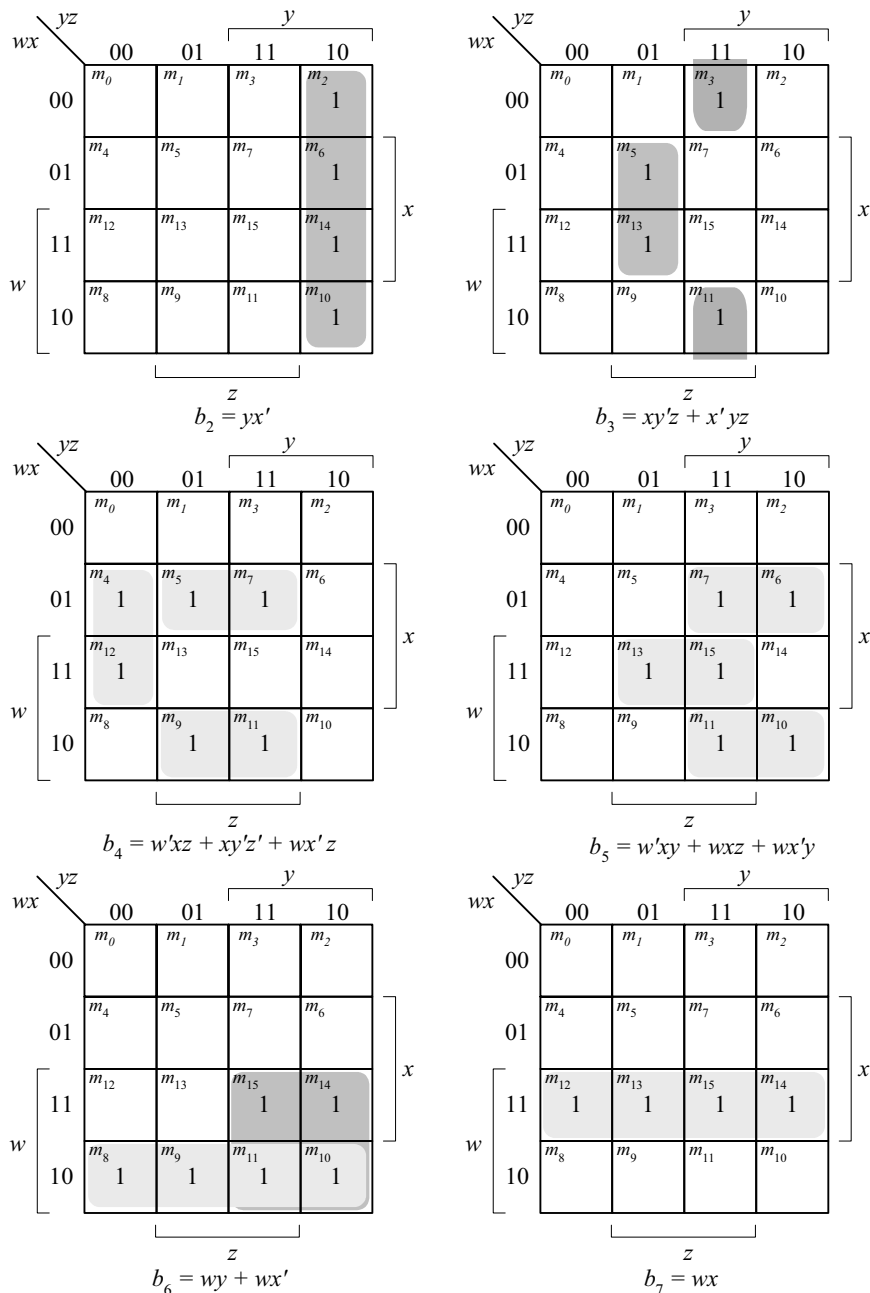 yz y yz y
wx 00 01 11 10 wx 00 01 11 10
m0 m1 m3 m2 m0 m1 m3 m2
00 1 00 1
m4 m5 m7 m6 m4 m5 m7 m6
01 1 01 1
x x
m12 m13 m15 m14 m12 m13 m15 m14
11 1 11 1
w w
m8 m9 m11 m10 m8 m9 m11 m10
10 1 10 1
z z
b2 = yx′ b3 = xy′z + x′ yz
yz y yz y
wx 00 01 11 10 wx 00 01 11 10
m0 m1 m3 m2 m0 m1 m3 m2
00 00
m4 m5 m7 m6 m4 m5 m7 m6
01 1 1 1 01 1 1
x x
m12 m13 m15 m14 m12 m13 m15 m14
11 1 11 1 1
w w
m8 m9 m11 m10 m8 m9 m11 m10
10 1 1 10 1 1
z z
b4 = w′xz + xy′z′ + wx′ z b5 = w′xy + wxz + wx′y
yz y yz y
wx 00 01 11 10 wx 00 01 11 10
m0 m1 m3 m2 m0 m1 m3 m2
00 00
m4 m5 m7 m6 m4 m5 m7 m6
01 01
x x
m12 m13 m15 m14 m12 m13 m15 m14
11 1 1 11 1 1 1 1
w w
m8 m9 m11 m10 m8 m9 m11 m10
10 1 1 1 1 10
z z
b6 = wy + wx′ b7 = wx